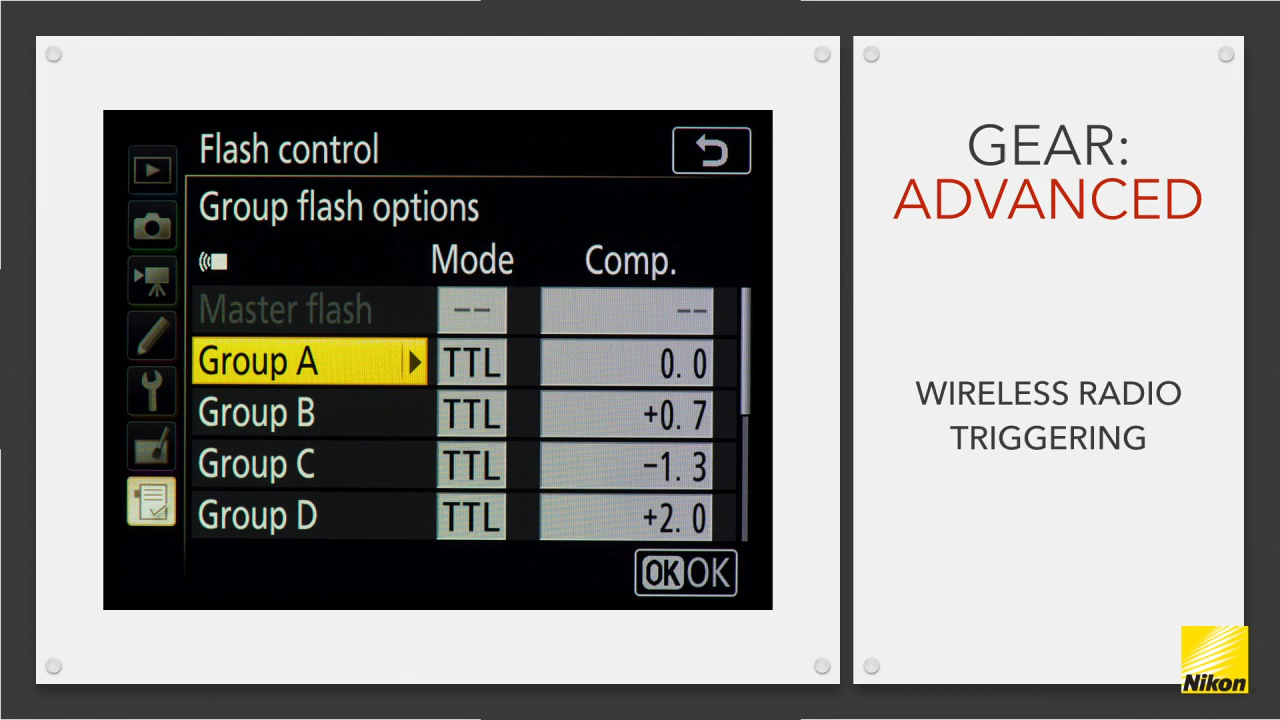 Flash control
Group flash options
Mode Comp.
Master flash -- --
Group A TTL 0.0
Group B TTL +0.7
Group C TTL -1.3
Group D TTL +2.0
OK OK
GEAR:
ADVANCED
WIRELESS RADIO
TRIGGERING
Nikon